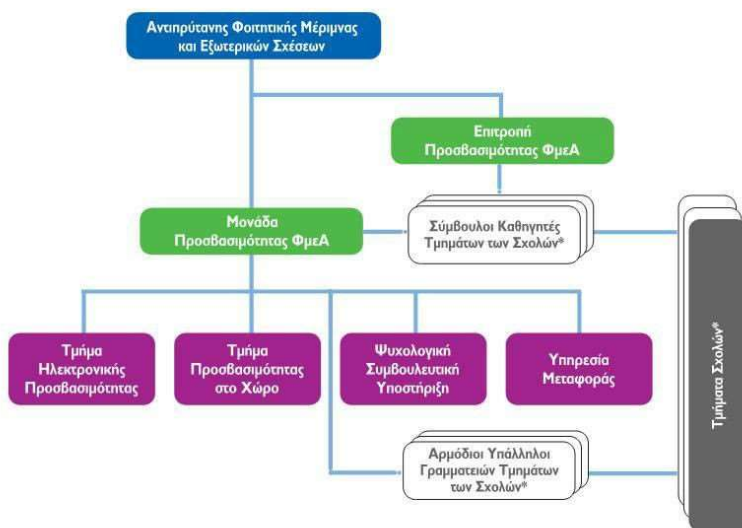 Αντιπρύτανης Φοιτητικής Μέριμνας
και Εξωτερικών Σχέσεων
Επιτροπή
Προσβασιμότητας ΦμεΑ
Μονάδα
Προσβασιμότητας ΦμεΑ
Σύμβουλοι Καθηγητές
Τμημάτων των Σχολών*
Τμήμα
Ηλεκτρονικής
Προσβασιμότητας
Τμήμα
Προσβασιμότητας
στο Χώρο
Ψυχολογική
Συμβουλευτική
Υποστήριξη
Υπηρεσία
Μεταφοράς
Αρμόδιοι Υπάλληλοι
Γραμματειών Τμημάτων
των Σχολών*
Τμήματα Σχολών*